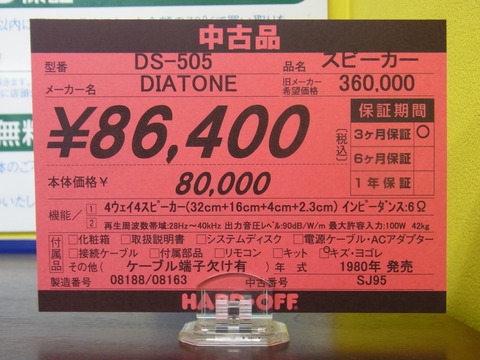 中古品
型番 DS-505 品名 スピーカー
メーカー名 DIATONE 旧メーカー希望価格 360,000
¥86,400 [税込]
保証期間
3ヶ月保証 ○
6ヶ月保証
1年保証
本体価格¥ 80,000
機能/ 1 4ウェイ4スピーカー(32cm+16cm+4cm+2.3cm) インピーダンス:6Ω
2 再生周波数帯域:28Hz~40kHz 出力音圧レベル:90dB/W/m 最大許容入力:100W 42kg
付属品 □化粧箱 □取扱説明書 □システムディスク □電源ケーブル・ACアダプター
□接続ケーブル □付属部品 □リモコン □キット □キズ・ヨゴレ
その他( ケーブル端子欠け有 ) 年式 1980年 発売
製造番号 08188/08163 中古番号 SJ95
HARD-OFF
無料